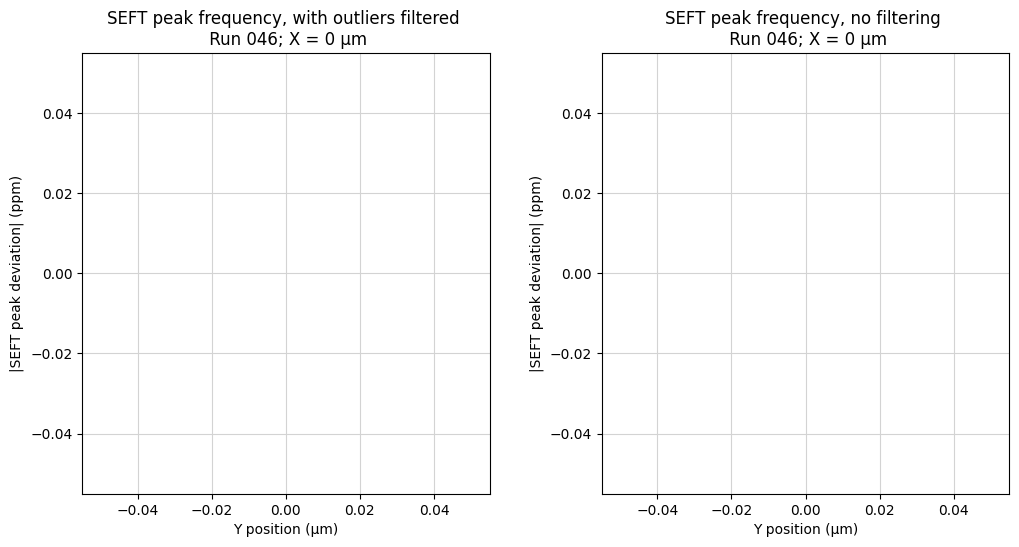 SEFT peak frequency, with outliers filtered
Run 046; X = 0 μm
0.04
0.02
0.00
−0.02
−0.04
|SEFT peak deviation| (ppm)
−0.04
−0.02
0.00
0.02
0.04
Y position (μm)
SEFT peak frequency, no filtering
Run 046; X = 0 μm
0.04
0.02
0.00
−0.02
−0.04
|SEFT peak deviation| (ppm)
−0.04
−0.02
0.00
0.02
0.04
Y position (μm)